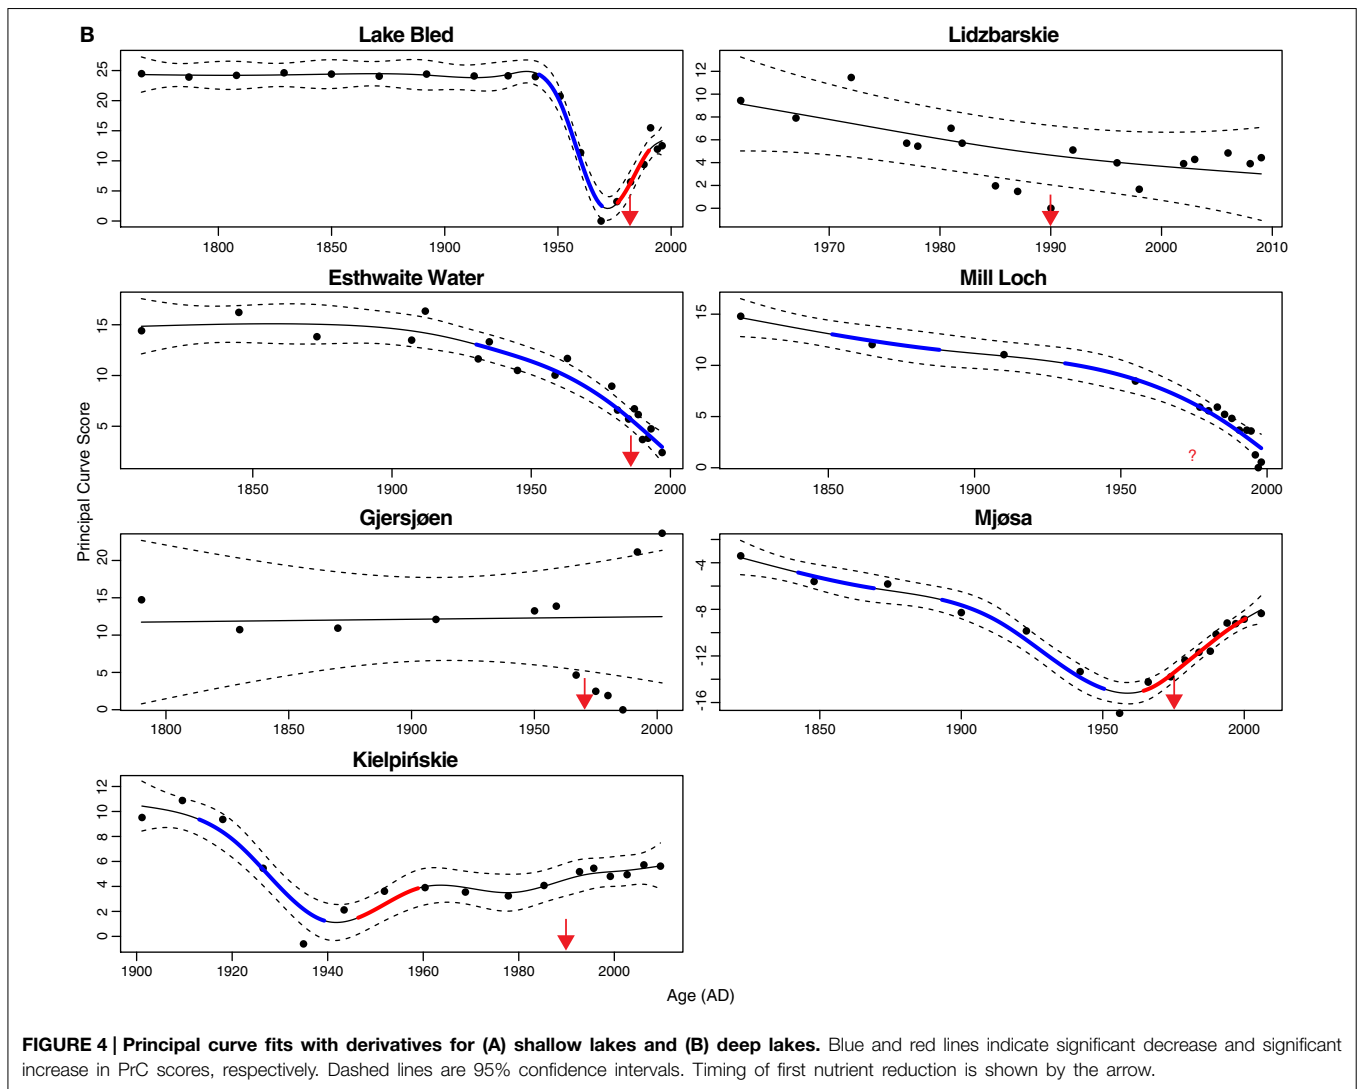 B
Lake Bled
0 5 10 15 20 25
1800 1850 1900 1950 2000
Lidzbarskie
0 2 4 6 8 10 12
1970 1980 1990 2000 2010
Esthwaite Water
5 10 15
1850 1900 1950 2000
Mill Loch
0 5 10 15
?
1850 1900 1950 2000
Principal Curve Score
Gjersjøen
0 5 10 15 20
1800 1850 1900 1950 2000
Mjøsa
-16 -12 -8 -4
1850 1900 1950 2000
Kielpińskie
0 2 4 6 8 10 12
1900 1920 1940 1960 1980 2000
Age (AD)
FIGURE 4 | Principal curve fits with derivatives for (A) shallow lakes and (B) deep lakes. Blue and red lines indicate significant decrease and significant
increase in PrC scores, respectively. Dashed lines are 95% confidence intervals. Timing of first nutrient reduction is shown by the arrow.